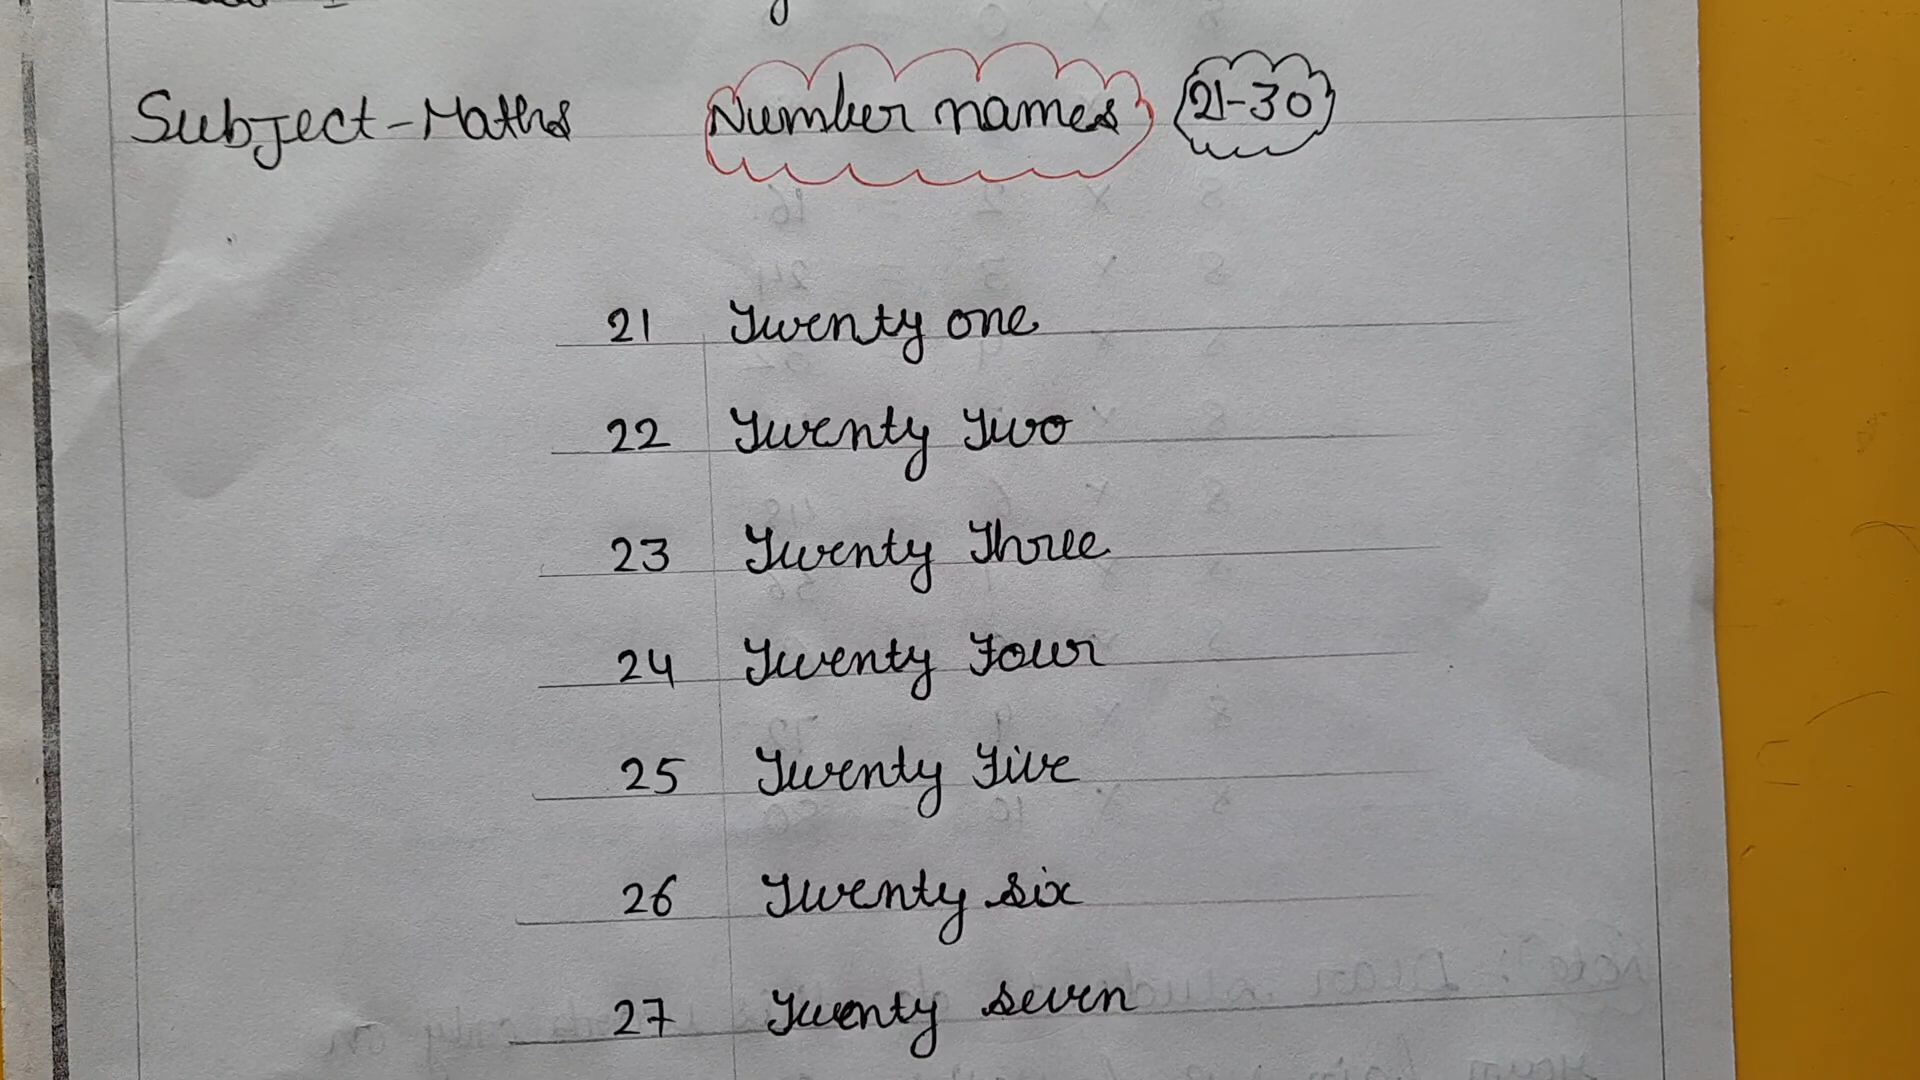 Subject-Maths Number names 21-30
21 Twenty one
22 Twenty Two
23 Twenty Three
24 Twenty Four
25 Twenty Five
26 Twenty six
27 Twenty seven